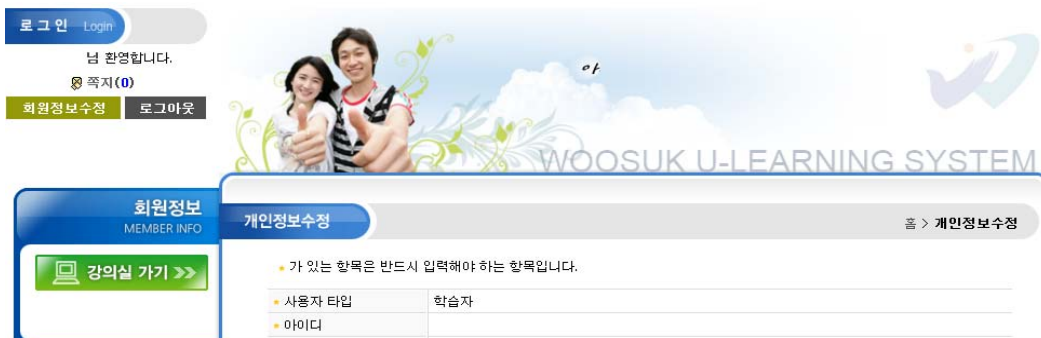 로그인 Login
님 환영합니다.
쪽지(0)
회원정보수정 로그아웃
아
WOOSUK U-LEARNING SYSTEM
회원정보
MEMBER INFO
강의실 가기 >>
개인정보수정
홈 > 개인정보수정
가 있는 항목은 반드시 입력해야 하는 항목입니다.
사용자 타입 학습자
아이디